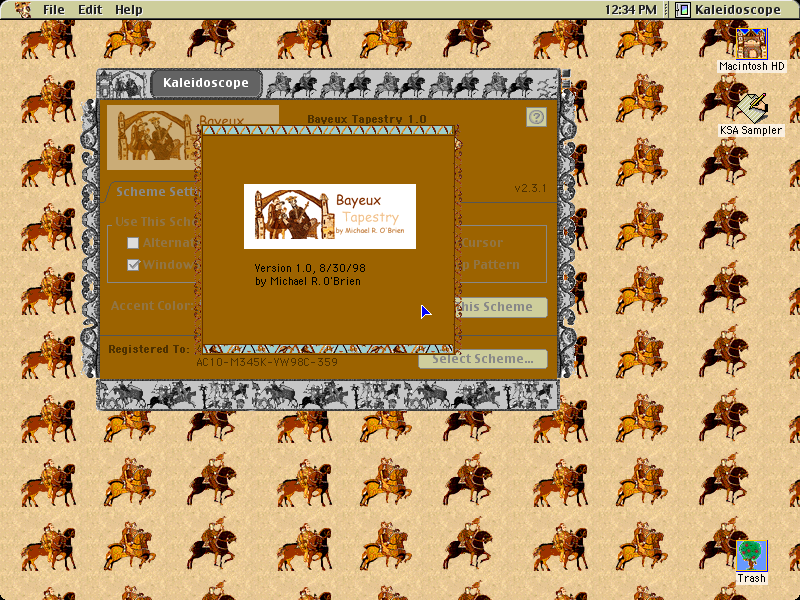 File Edit Help 12:34 PM Kaleidoscope
Macintosh HD
Kaleidoscope
Bayeux
Bayeux Tapestry 1.0
?
KSA Sampler
Scheme Sett
v2.3.1
Bayeux
Tapestry
by Michael R. O'Brien
Use This Sch
Alterna
Cursor
Window
p Pattern
Version 1.0, 8/30/98
by Michael R. O'Brien
Accent Color:
his Scheme
Registered To:
AC10-M345K-VW98C-359
Select Scheme...
Trash